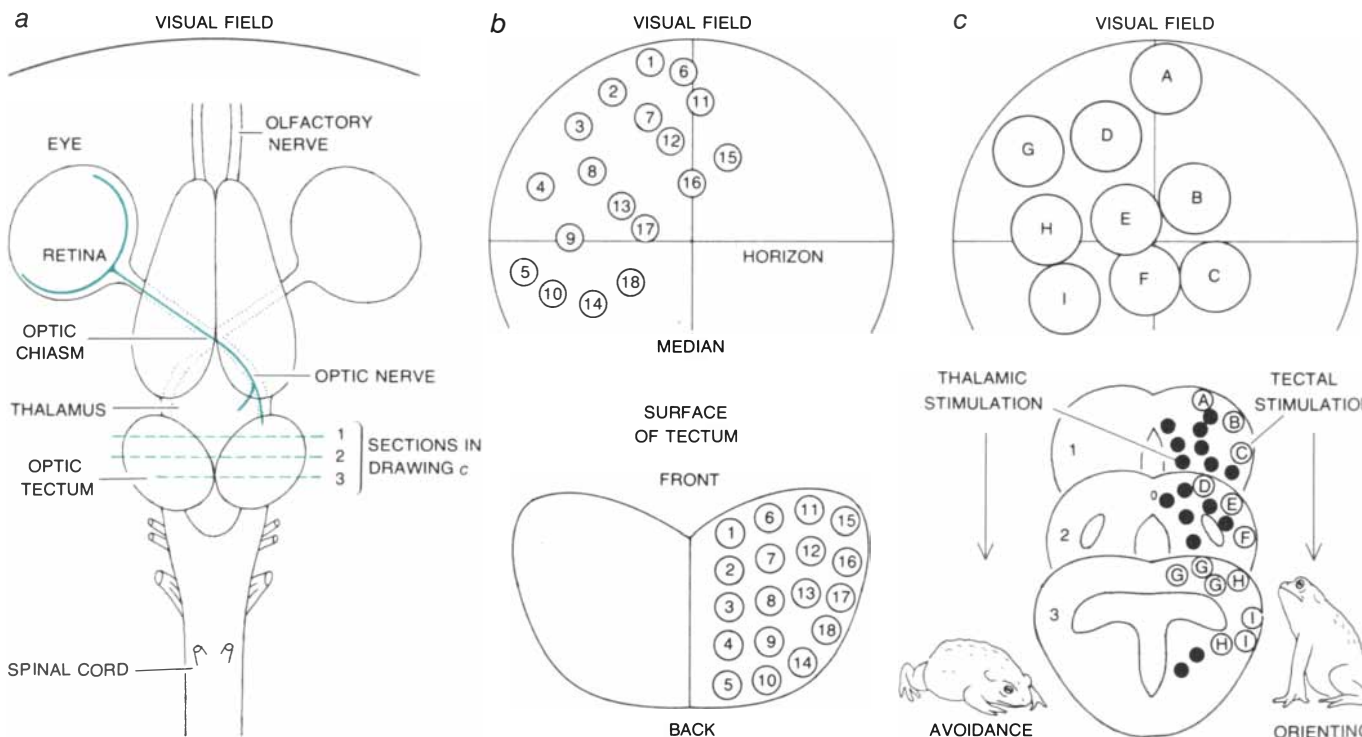 a
VISUAL FIELD
OLFACTORY
NERVE
EYE
RETINA
OPTIC
CHIASM
OPTIC NERVE
THALAMUS
OPTIC
TECTUM
1
2
3
SECTIONS IN
DRAWING c
SPINAL CORD
b
VISUAL FIELD
1
6
2
11
7
3
12
15
8
4
16
13
17
9
HORIZON
5
18
10
14
MEDIAN
SURFACE
OF TECTUM
FRONT
1 6 11 15
2 7 12 16
3 8 13 17
4 9 18
5 10 14
BACK
c
VISUAL FIELD
A
D
G
B
E
H
F
C
I
THALAMIC
STIMULATION
TECTAL
STIMULATION
A
B
1
C
D
E
2
F
G G G H
3
I
H I
AVOIDANCE
ORIENTING